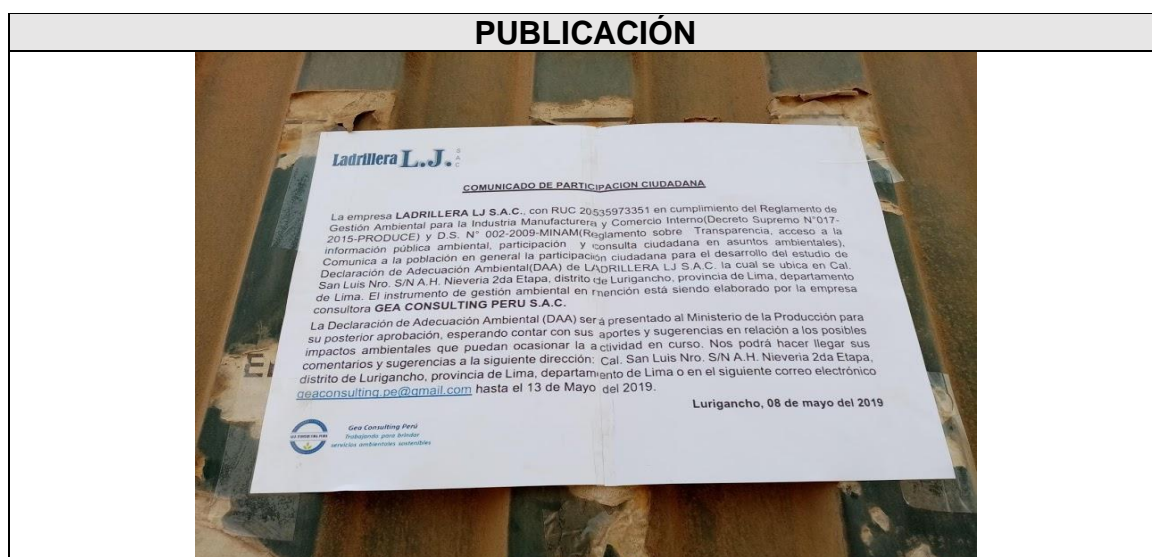 PUBLICACIÓN
Ladrillera L.J. SAC
COMUNICADO DE PARTICIPACION CIUDADANA
La empresa LADRILLERA LJ S.A.C., con RUC 20535973351 en cumplimiento del Reglamento de
Gestión Ambiental para la Industria Manufacturera y Comercio Interno(Decreto Supremo N°017-
2015-PRODUCE) y D.S. N° 002-2009-MINAM(Reglamento sobre Transparencia, acceso a la
información pública ambiental, participación y consulta ciudadana en asuntos ambientales),
Comunica a la población en general la participación ciudadana para el desarrollo del estudio de
Declaración de Adecuación Ambiental(DAA) de LADRILLERA LJ S.A.C. la cual se ubica en Cal.
San Luis Nro. S/N A.H. Nieveria 2da Etapa, distrito de Lurigancho, provincia de Lima, departamento
de Lima. El instrumento de gestión ambiental en mención está siendo elaborado por la empresa
consultora GEA CONSULTING PERU S.A.C.
La Declaración de Adecuación Ambiental (DAA) será presentado al Ministerio de la Producción para
su posterior aprobación, esperando contar con sus aportes y sugerencias en relación a los posibles
impactos ambientales que puedan ocasionar la actividad en curso. Nos podrá hacer llegar sus
comentarios y sugerencias a la siguiente dirección: Cal. San Luis Nro. S/N A.H. Nieveria 2da Etapa,
distrito de Lurigancho, provincia de Lima, departamento de Lima o en el siguiente correo electrónico
geaconsulting.pe@gmail.com hasta el 13 de Mayo del 2019.
Lurigancho, 08 de mayo del 2019
GEA CONSULTING PERU
Gea Consulting Perú
Trabajando para brindar
servicios ambientales sostenibles